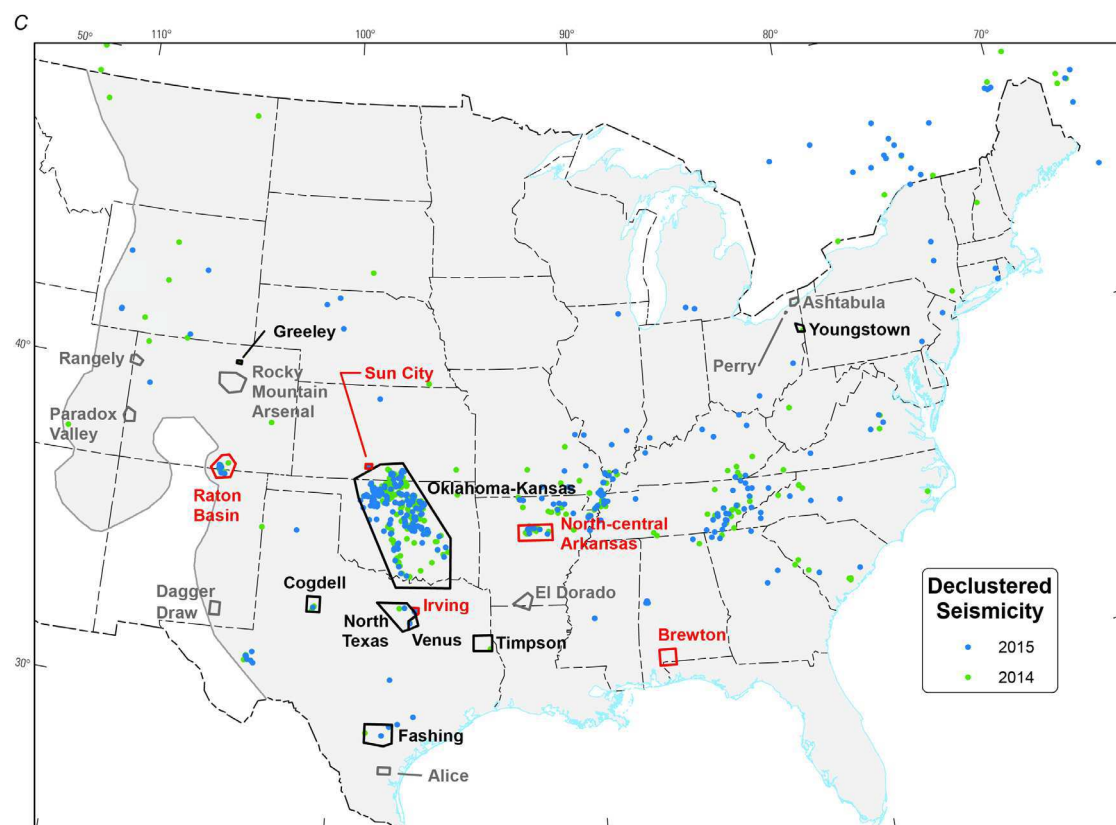 C
50°
110°
100°
90°
80°
70°
40°
30°
Ashtabula
Youngstown
Greeley
Rangely
Perry
Rocky
Mountain
Arsenal
Sun City
Paradox
Valley
Oklahoma-Kansas
Raton
Basin
North-central
Arkansas
Cogdell
Dagger
Draw
El Dorado
Irving
North
Texas
Venus
Timpson
Brewton
Fashing
Alice
Declustered
Seismicity
2015
2014